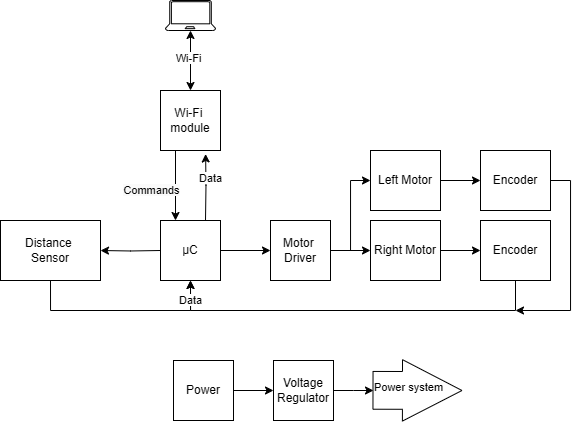 Wi-Fi
Wi-Fi
module
Commands
Data
Left Motor
Encoder
Distance
Sensor
μC
Motor
Driver
Right Motor
Encoder
Data
Power
Voltage
Regulator
Power system